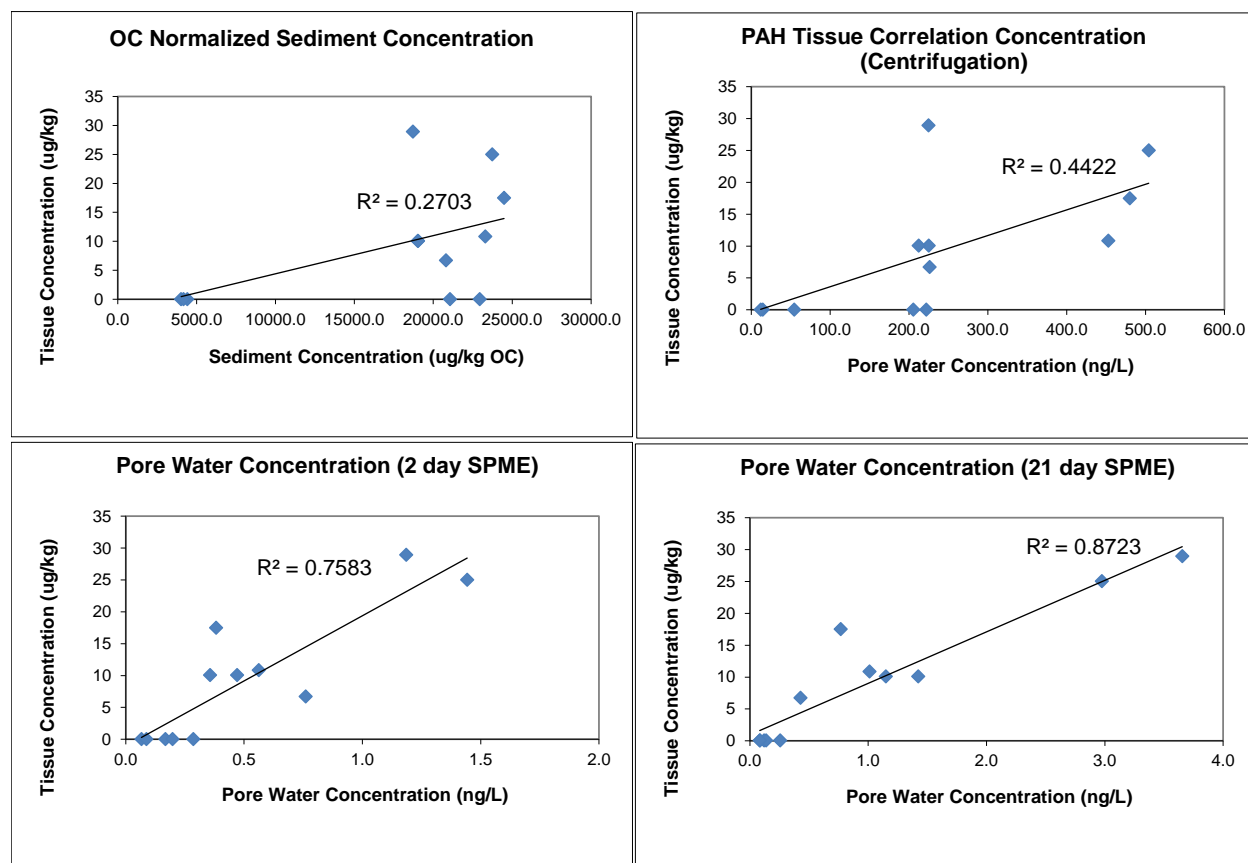 OC Normalized Sediment Concentration
Tissue Concentration (ug/kg)
35
30
25
20
15
10
5
0
R² = 0.2703
0.0 5000.0 10000.0 15000.0 20000.0 25000.0 30000.0
Sediment Concentration (ug/kg OC)
PAH Tissue Correlation Concentration
(Centrifugation)
Tissue Concentration (ug/kg)
35
30
25
20
15
10
5
0
R² = 0.4422
0.0 100.0 200.0 300.0 400.0 500.0 600.0
Pore Water Concentration (ng/L)
Pore Water Concentration (2 day SPME)
Tissue Concentration (ug/kg)
35
30
25
20
15
10
5
0
R² = 0.7583
0.0 0.5 1.0 1.5 2.0
Pore Water Concentration (ng/L)
Pore Water Concentration (21 day SPME)
Tissue Concentration (ug/kg)
35
30
25
20
15
10
5
0
R² = 0.8723
0.0 1.0 2.0 3.0 4.0
Pore Water Concentration (ng/L)